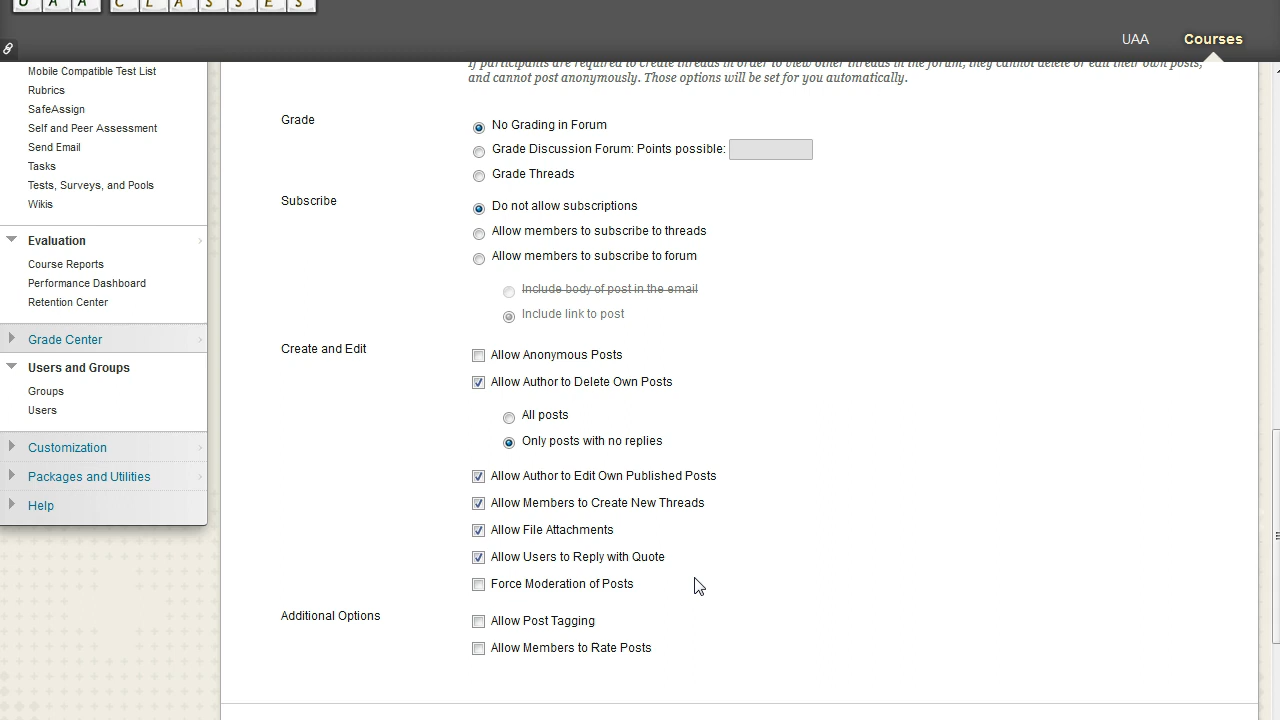 UAA CLASSES
UAA
Courses
Mobile Compatible Test List
Rubrics
SafeAssign
Self and Peer Assessment
Send Email
Tasks
Tests, Surveys, and Pools
Wikis
Evaluation
Course Reports
Performance Dashboard
Retention Center
Grade Center
Users and Groups
Groups
Users
Customization
Packages and Utilities
Help
If participants are required to create threads in order to view other threads in the forum, they cannot delete or edit their own posts,
and cannot post anonymously. Those options will be set for you automatically.
Grade
No Grading in Forum
Grade Discussion Forum: Points possible:
Grade Threads
Subscribe
Do not allow subscriptions
Allow members to subscribe to threads
Allow members to subscribe to forum
Include body of post in the email
Include link to post
Create and Edit
Allow Anonymous Posts
Allow Author to Delete Own Posts
All posts
Only posts with no replies
Allow Author to Edit Own Published Posts
Allow Members to Create New Threads
Allow File Attachments
Allow Users to Reply with Quote
Force Moderation of Posts
Additional Options
Allow Post Tagging
Allow Members to Rate Posts